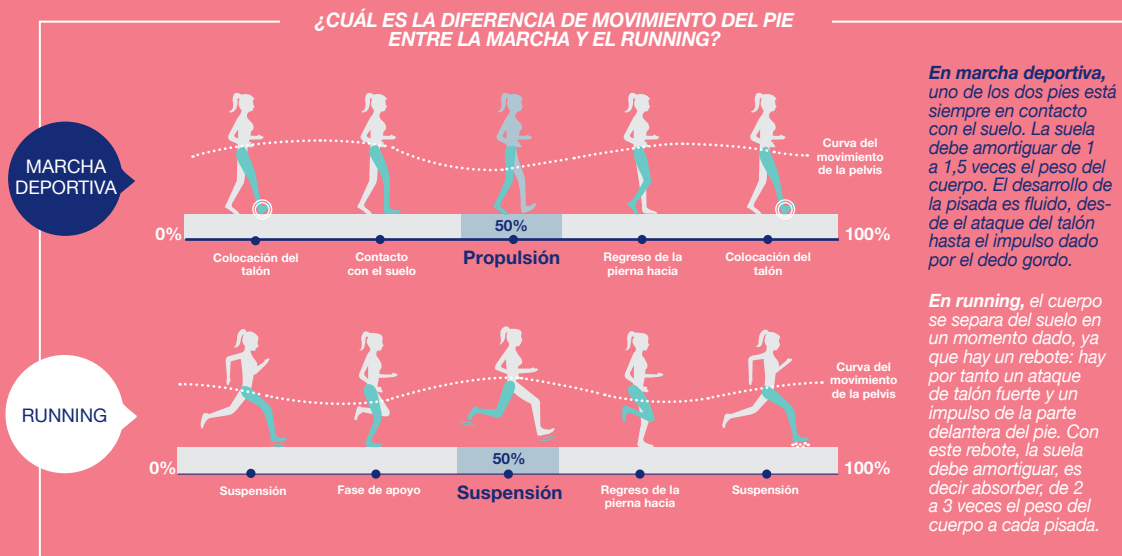 ¿CUÁL ES LA DIFERENCIA DE MOVIMIENTO DEL PIE
ENTRE LA MARCHA Y EL RUNNING?
MARCHA
DEPORTIVA
Curva del
movimiento
de la pelvis
0%
50%
100%
Colocación del
talón
Contacto
con el suelo
Propulsión
Regreso de la
pierna hacia
Colocación del
talón
RUNNING
Curva del
movimiento
de la pelvis
0%
50%
100%
Suspensión
Fase de apoyo
Suspensión
Regreso de la
pierna hacia
Suspensión
En marcha deportiva,
uno de los dos pies está
siempre en contacto
con el suelo. La suela
debe amortiguar de 1
a 1,5 veces el peso del
cuerpo. El desarrollo de
la pisada es fluido, des-
de el ataque del talón
hasta el impulso dado
por el dedo gordo.
En running, el cuerpo
se separa del suelo en
un momento dado, ya
que hay un rebote: hay
por tanto un ataque
de talón fuerte y un
impulso de la parte
delantera del pie. Con
este rebote, la suela
debe amortiguar, es
decir absorber, de 2
a 3 veces el peso del
cuerpo a cada pisada.